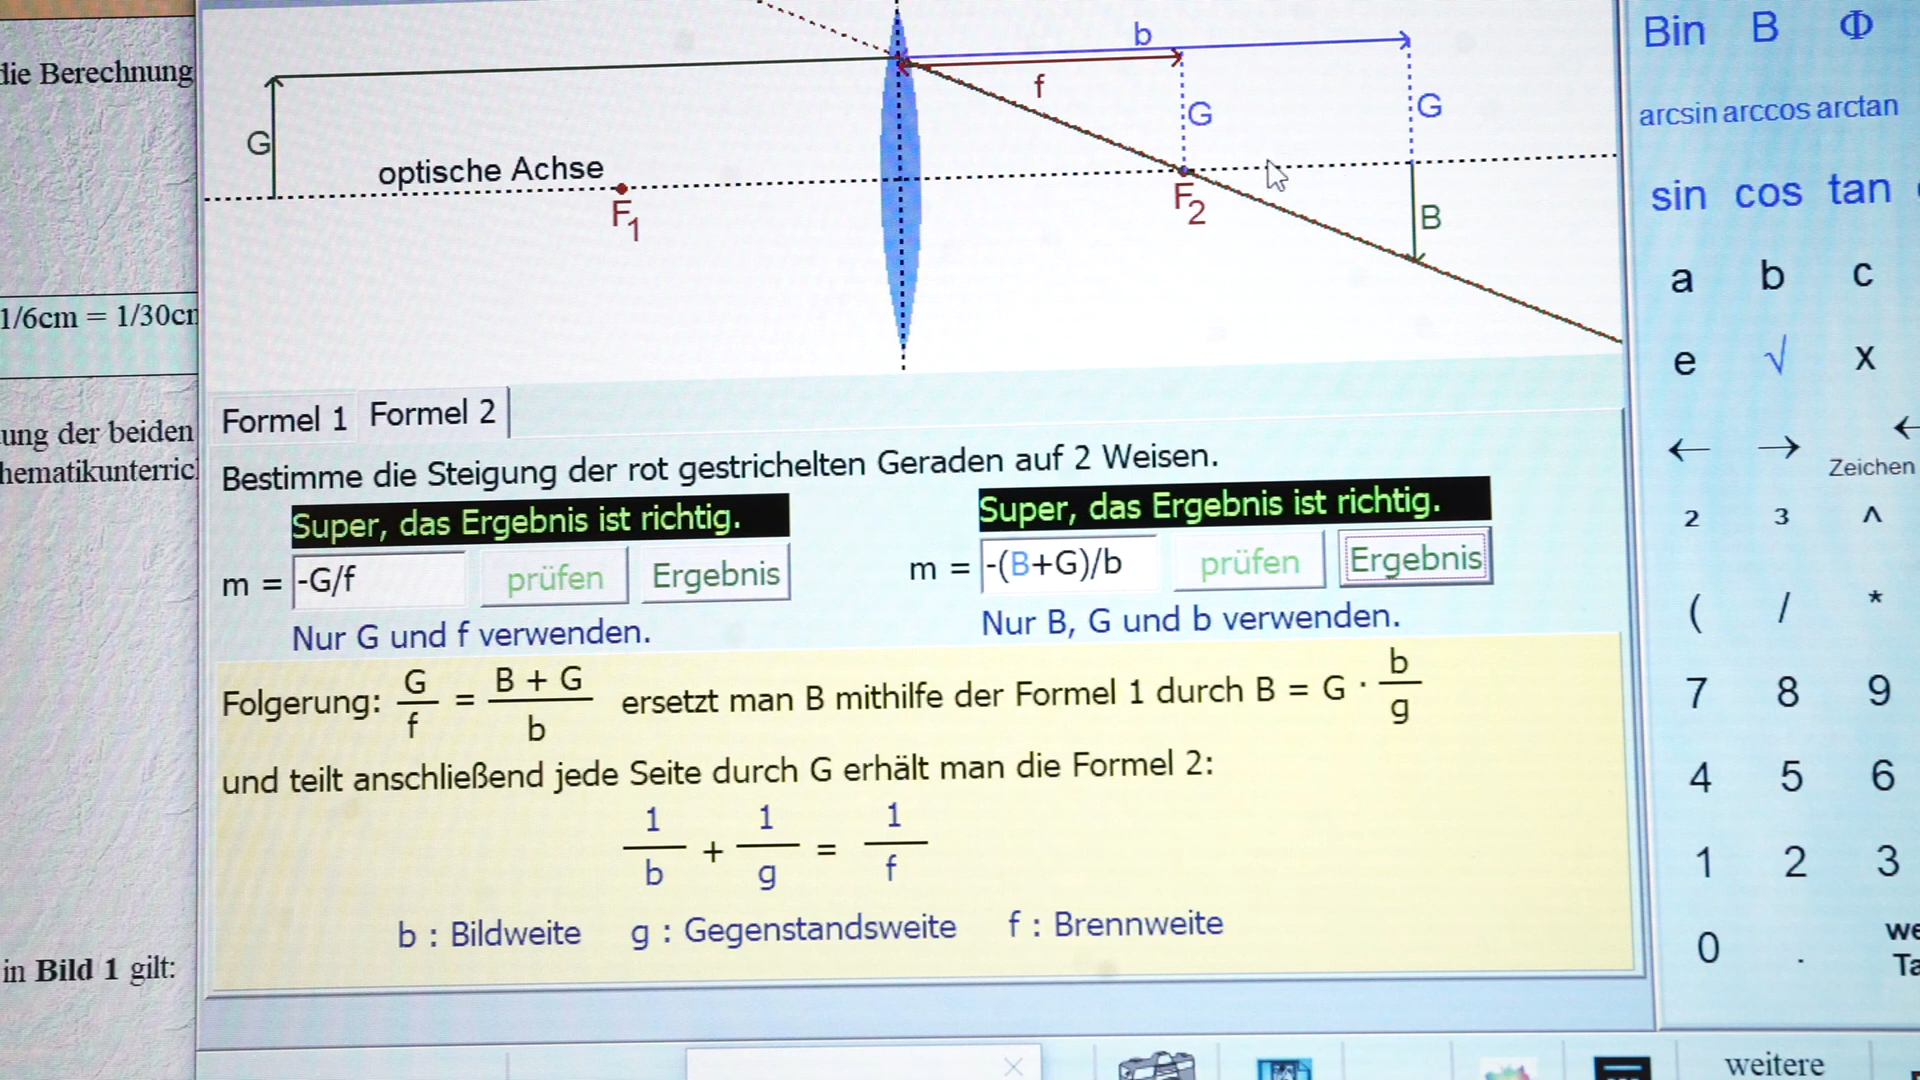 die Berechnung
1/6cm = 1/30cm
ung der beiden
hematikunterric
in Bild 1 gilt:
b
f
G
G
G
optische Achse
F1
F2
B
Formel 1 Formel 2
Bestimme die Steigung der rot gestrichelten Geraden auf 2 Weisen.
Super, das Ergebnis ist richtig.
m = -G/f prüfen Ergebnis
Nur G und f verwenden.
Super, das Ergebnis ist richtig.
m = -(B+G)/b prüfen Ergebnis
Nur B, G und b verwenden.
Folgerung: G/f = B + G/b ersetzt man B mithilfe der Formel 1 durch B = G · b/g
und teilt anschließend jede Seite durch G erhält man die Formel 2:
1/b + 1/g = 1/f
b : Bildweite g : Gegenstandsweite f : Brennweite
Bin B Φ
arcsin arccos arctan
sin cos tan
a b c
e √ x
← → ←
Zeichen
² ³ ^
( / *
7 8 9
4 5 6
1 2 3
0 . we
Ta
weitere